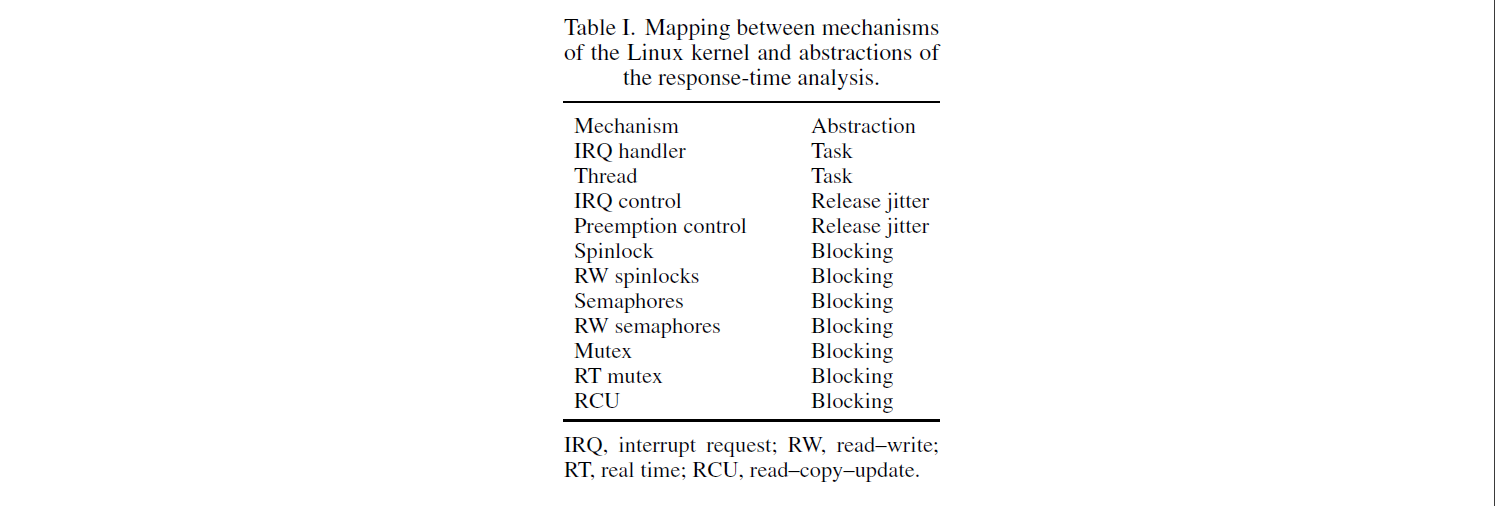 Table I. Mapping between mechanisms
of the Linux kernel and abstractions of
the response-time analysis.
Mechanism Abstraction
IRQ handler Task
Thread Task
IRQ control Release jitter
Preemption control Release jitter
Spinlock Blocking
RW spinlocks Blocking
Semaphores Blocking
RW semaphores Blocking
Mutex Blocking
RT mutex Blocking
RCU Blocking
IRQ, interrupt request; RW, read–write;
RT, real time; RCU, read–copy–update.